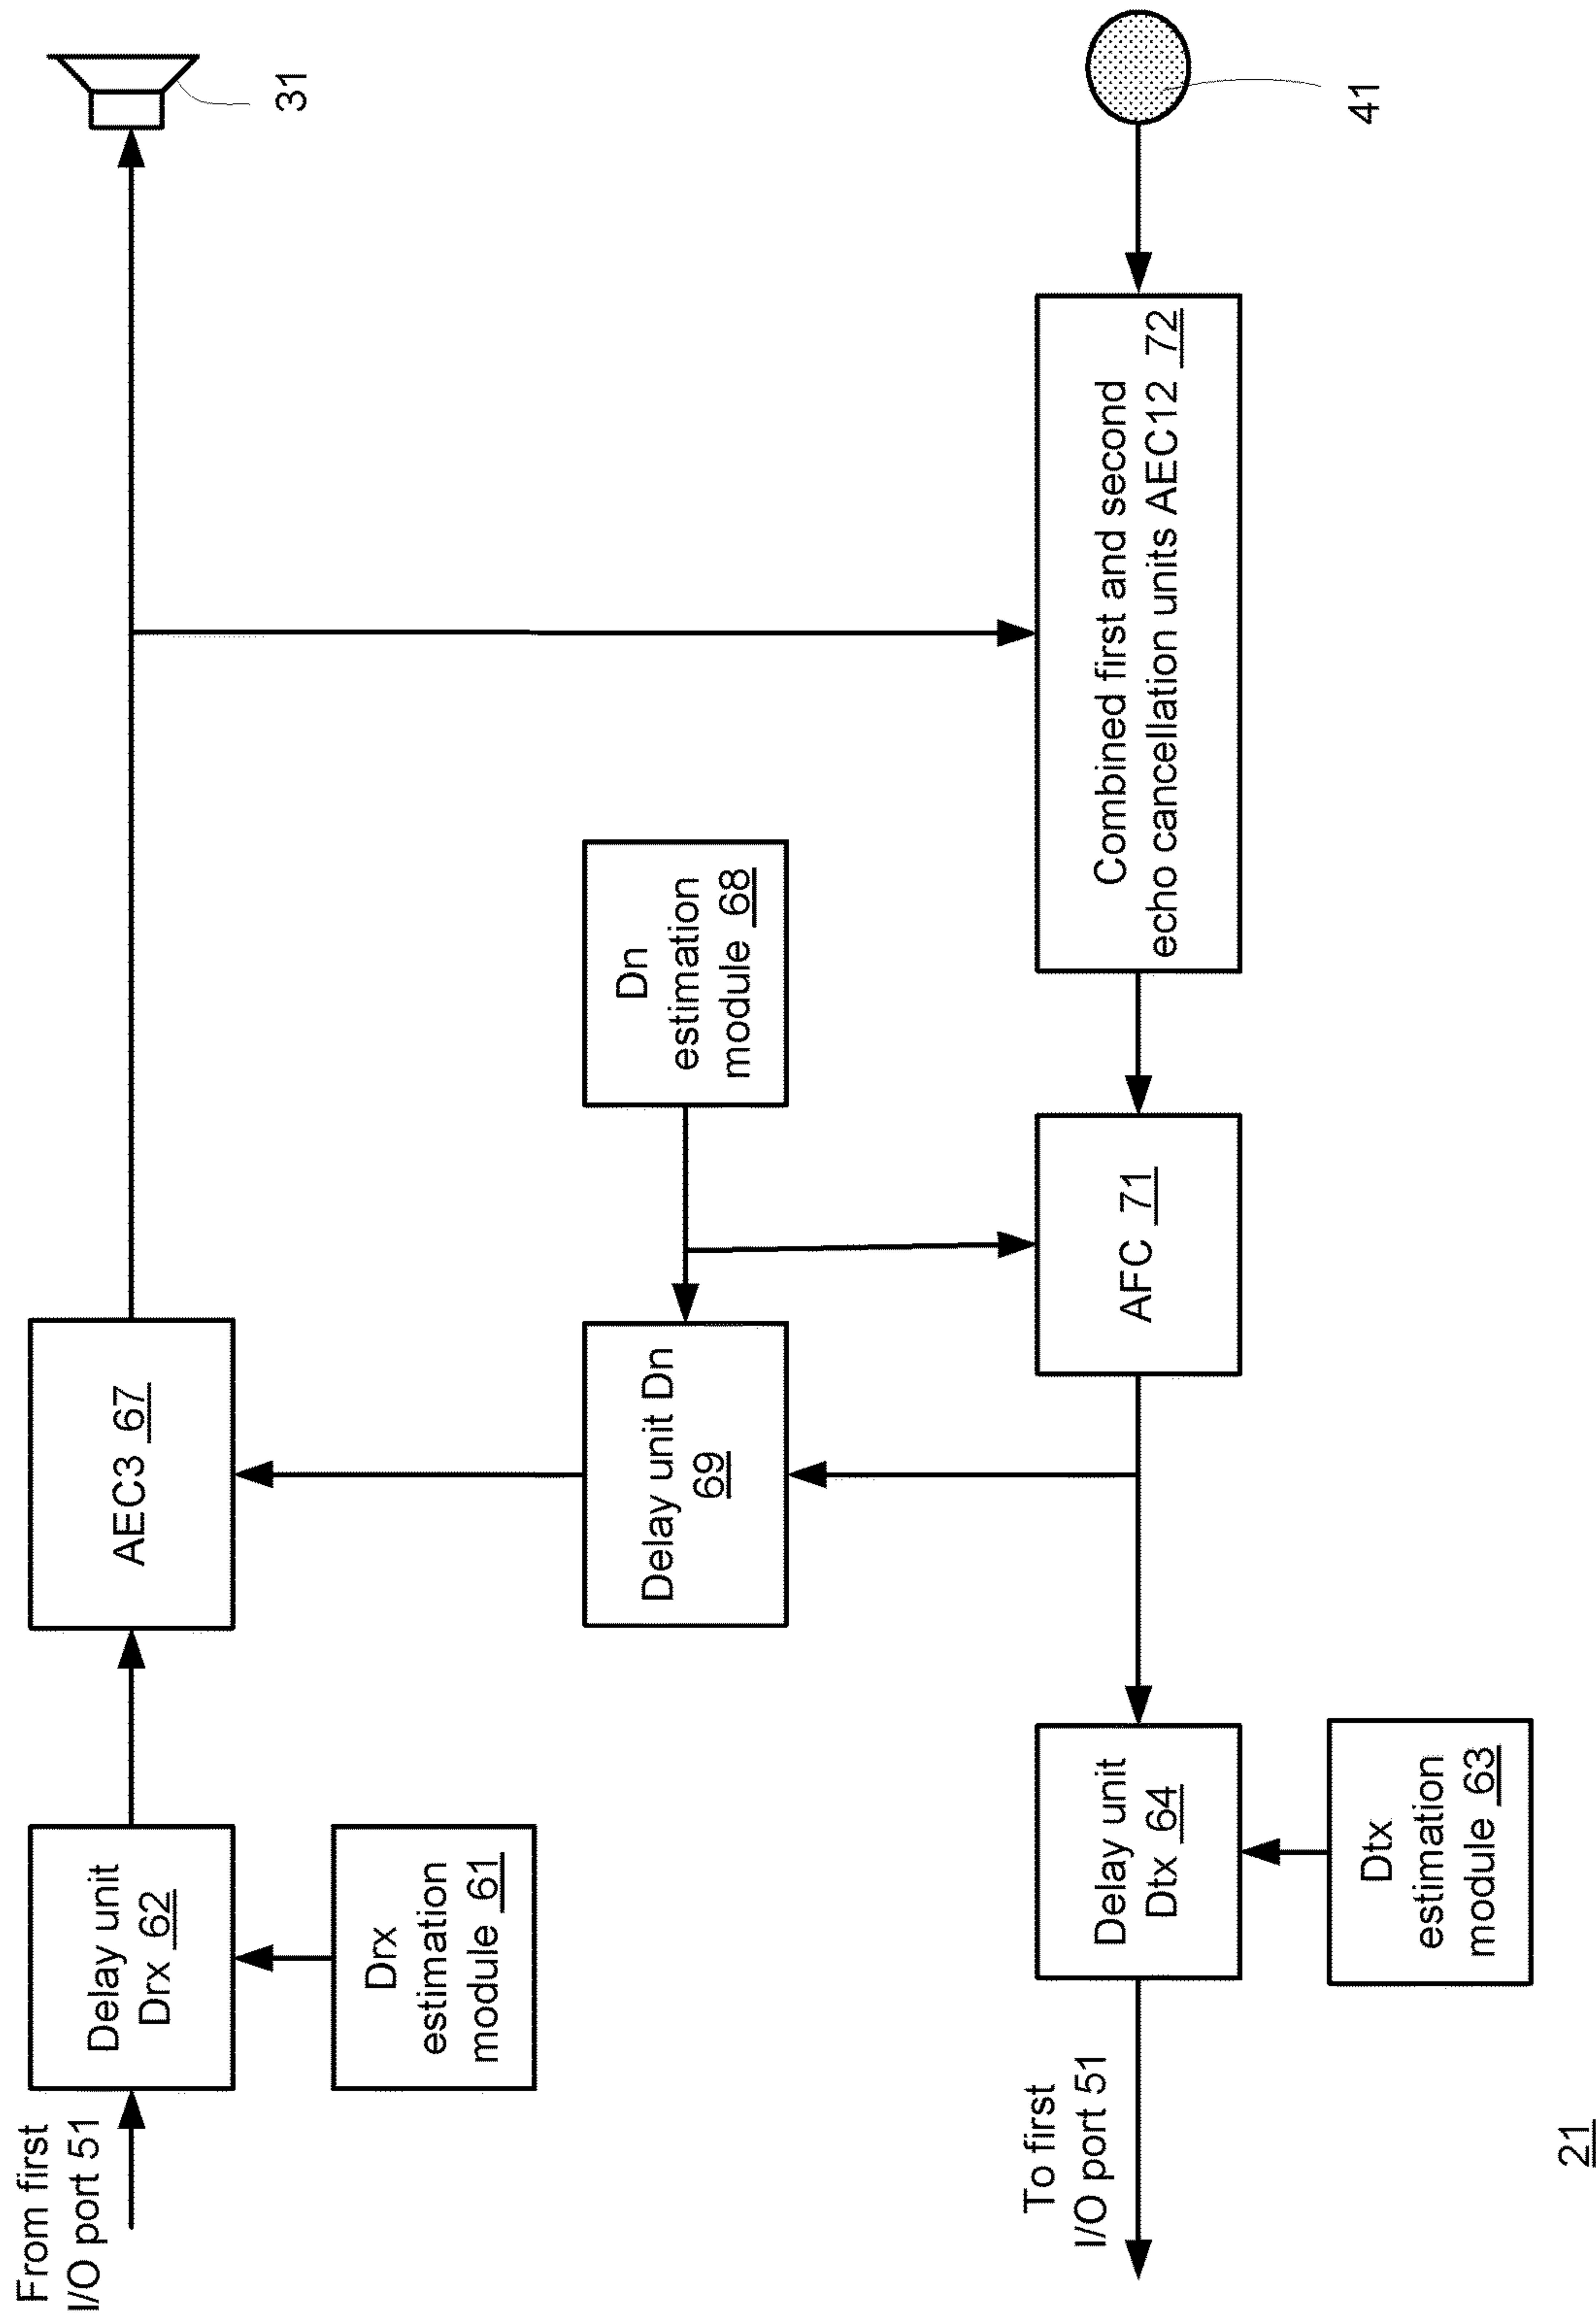 From first
I/O port 51
Delay unit
Drx 62
Drx
estimation
module 61
AEC3 67
31
Delay unit Dn
69
Dn
estimation
module 68
To first
I/O port 51
Delay unit
Dtx 64
Dtx
estimation
module 63
AFC 71
Combined first and second
echo cancellation units AEC12 72
41
21